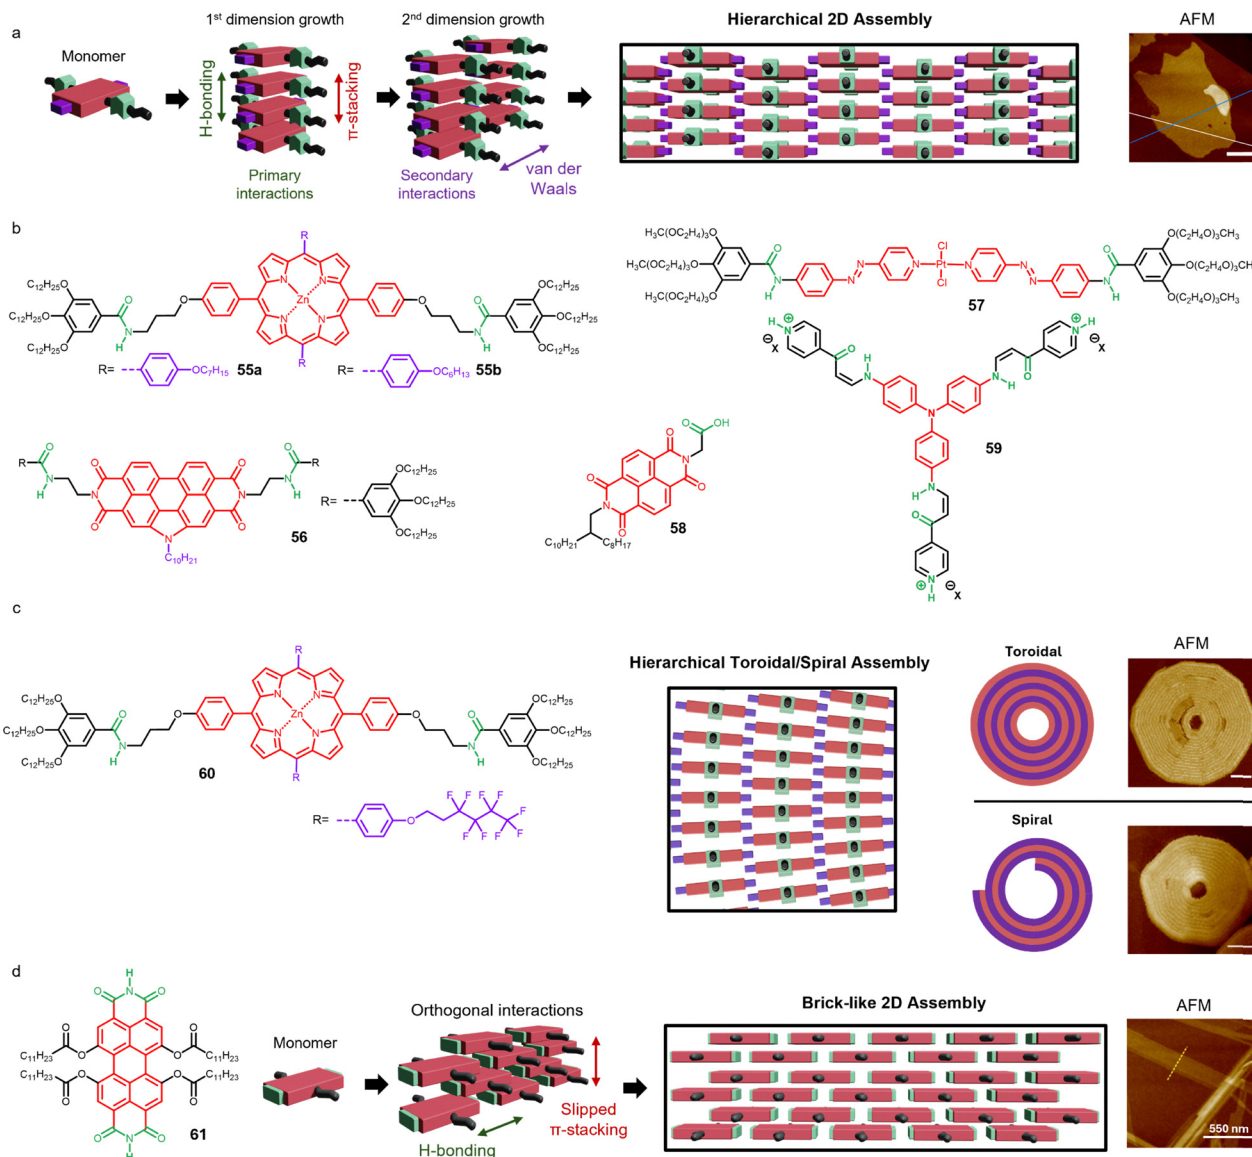 a
Monomer
1st dimension growth
H-bonding
π-stacking
Primary
interactions
2nd dimension growth
Secondary
interactions
van der
Waals
Hierarchical 2D Assembly
AFM
b
R
C12H25O
C12H25O
C12H25O
O
N
H
O
N
N
Zn
N
N
R
O
O
N
H
OC12H25
OC12H25
OC12H25
R=
OC7H15
55a
R=
OC6H13
55b
H3C(OC2H4)3O
H3C(OC2H4)3O
H3C(OC2H4)3O
O
N
H
N
N
N
Cl
Pt
Cl
N
N
N
N
H
O
O(C2H4O)3CH3
O(C2H4O)3CH3
O(C2H4O)3CH3
57
R
O
N
H
O
N
O
O
N
O
N
H
O
R
N
C10H21
56
R=
OC12H25
OC12H25
OC12H25
O
OH
O
N
O
O
N
O
C10H21
C8H17
58
H
N
⊕
⊖
X
O
H
N
N
H
O
H
N
⊕
⊖
X
N
N
H
O
N
H
⊕
⊖
X
59
c
R
C12H25O
C12H25O
C12H25O
O
N
H
O
N
N
Zn
N
N
R
O
O
N
H
OC12H25
OC12H25
OC12H25
60
R=
O
F
F
F
F
F
F
F
F
F
Hierarchical Toroidal/Spiral Assembly
Toroidal
Spiral
AFM
d
H
O
N
O
C11H23
O
O
O
O
C11H23
C11H23
O
O
O
O
C11H23
O
N
O
H
61
Monomer
Orthogonal interactions
H-bonding
Slipped
π-stacking
Brick-like 2D Assembly
AFM
550 nm